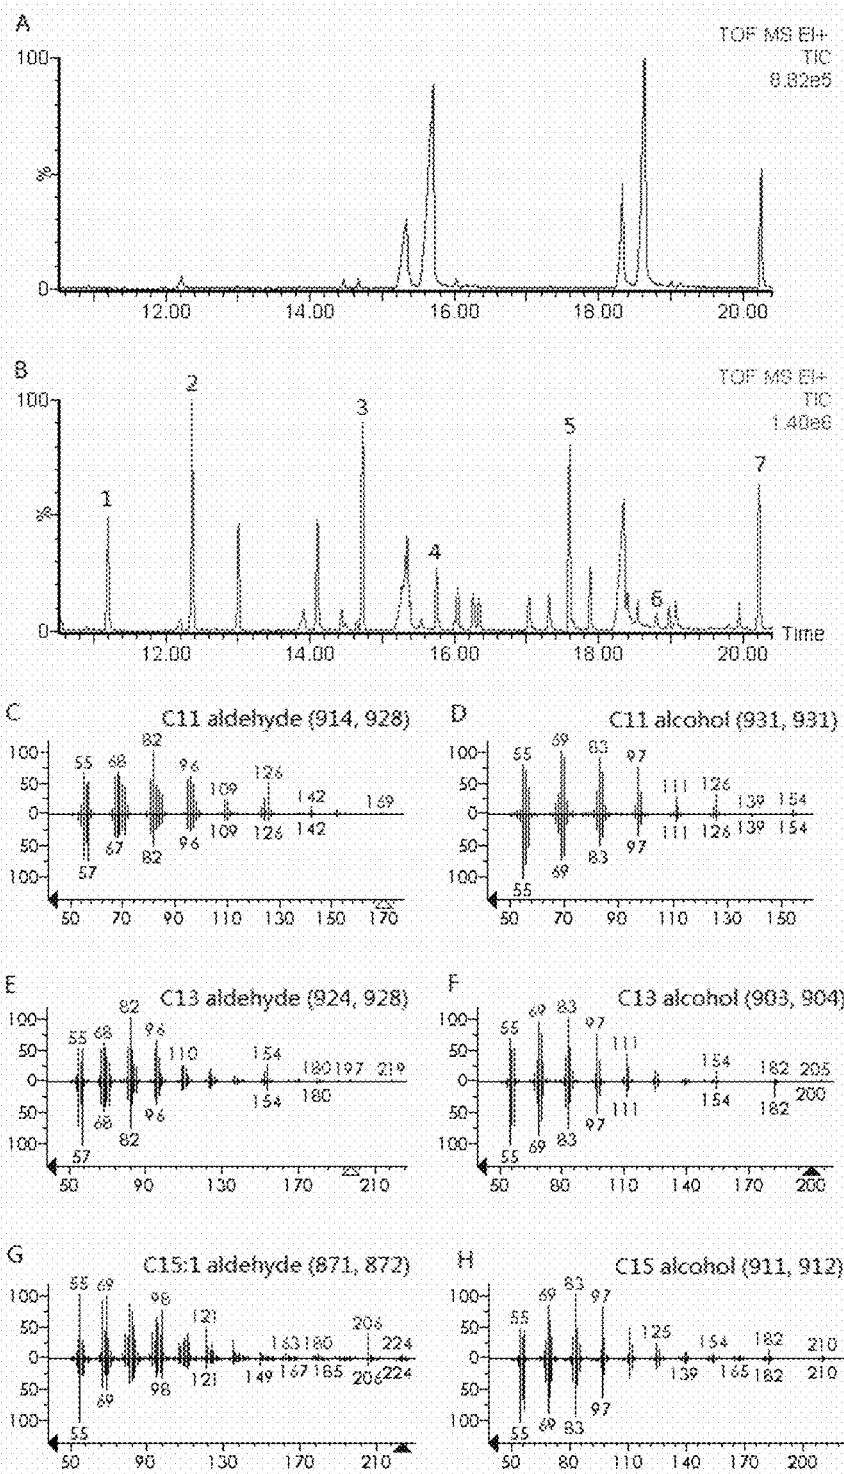 A
TOF MS EI+
TIC
8.82e5
100
%
0
12.00 14.00 16.00 18.00 20.00
B
TOF MS EI+
TIC
1.40e6
100
%
0
1 2 3 4 5 6 7
12.00 14.00 16.00 18.00 20.00 Time
C
C11 aldehyde (914, 928)
100
50
0
50
100
55 68 82 96 109 126 142 169
57 67 82 96 109 126 142
50 70 90 110 130 150 170
D
C11 alcohol (931, 931)
100
50
0
50
100
55 69 83 97 111 126 139 154
55 69 83 97 111 126 139 154
50 70 90 110 130 150
E
C13 aldehyde (924, 928)
100
50
0
50
100
55 68 82 96 110 154 180 197 219
57 68 82 96 154 180
50 90 130 170 210
F
C13 alcohol (903, 904)
100
50
0
50
100
55 69 83 97 111 154 182 205
55 69 83 97 111 154 182 200
50 80 110 140 170 200
G
C15:1 aldehyde (871, 872)
100
50
0
50
100
55 69 98 121 163 180 206 224
55 69 98 121 149 167 185 206 224
50 90 130 170 210
H
C15 alcohol (911, 912)
100
50
0
50
100
55 69 83 97 125 154 182 210
55 69 83 97 139 165 182 210
50 80 110 140 170 200